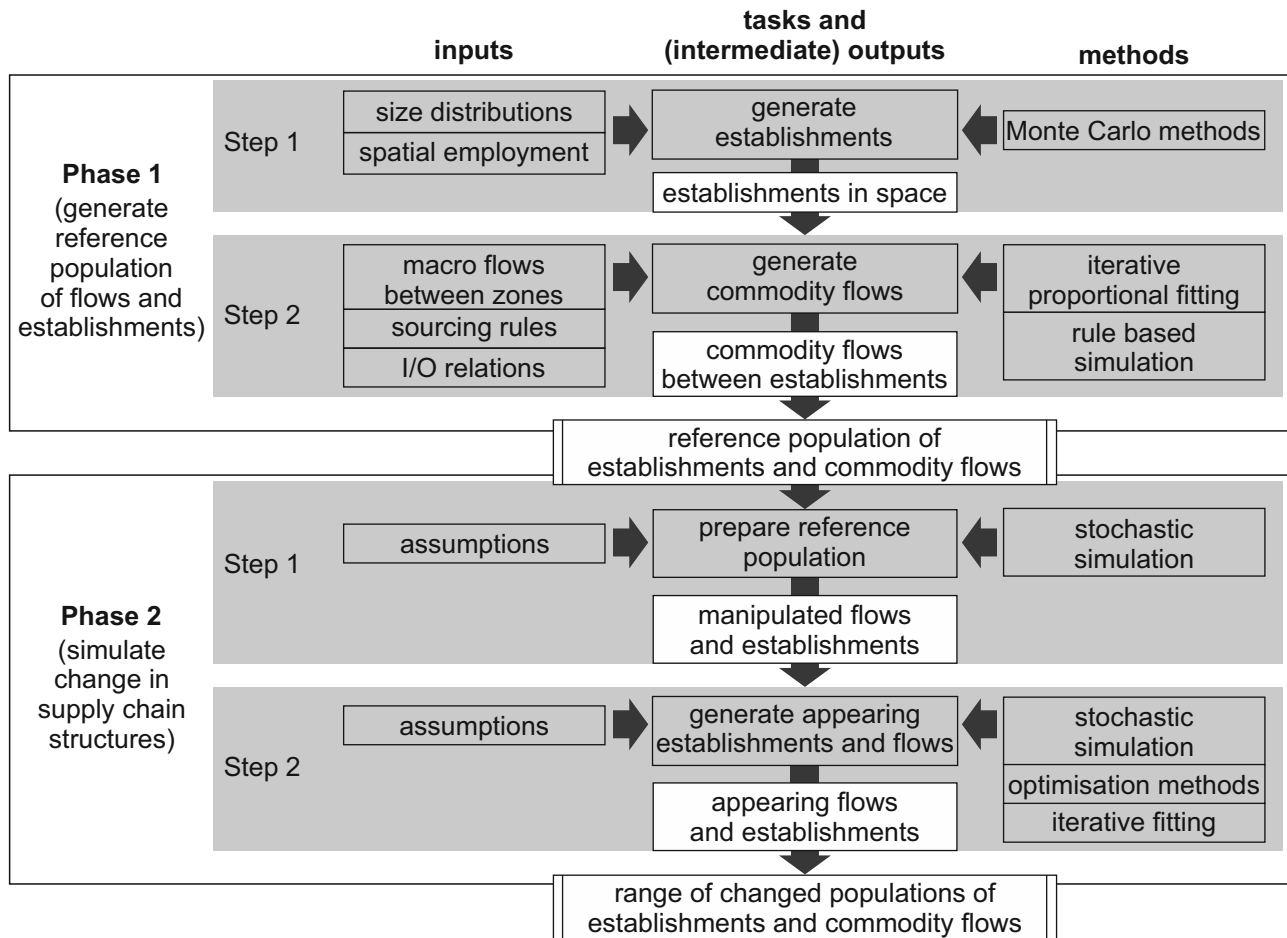 inputs
tasks and
(intermediate) outputs
methods
Phase 1
(generate
reference
population
of flows and
establishments)
Step 1
size distributions
spatial employment
generate
establishments
Monte Carlo methods
establishments in space
Step 2
macro flows
between zones
sourcing rules
I/O relations
generate
commodity flows
iterative
proportional fitting
rule based
simulation
commodity flows
between establishments
reference population of
establishments and commodity flows
Phase 2
(simulate
change in
supply chain
structures)
Step 1
assumptions
prepare reference
population
stochastic
simulation
manipulated flows
and establishments
Step 2
assumptions
generate appearing
establishments and flows
stochastic
simulation
optimisation methods
iterative fitting
appearing flows
and establishments
range of changed populations of
establishments and commodity flows